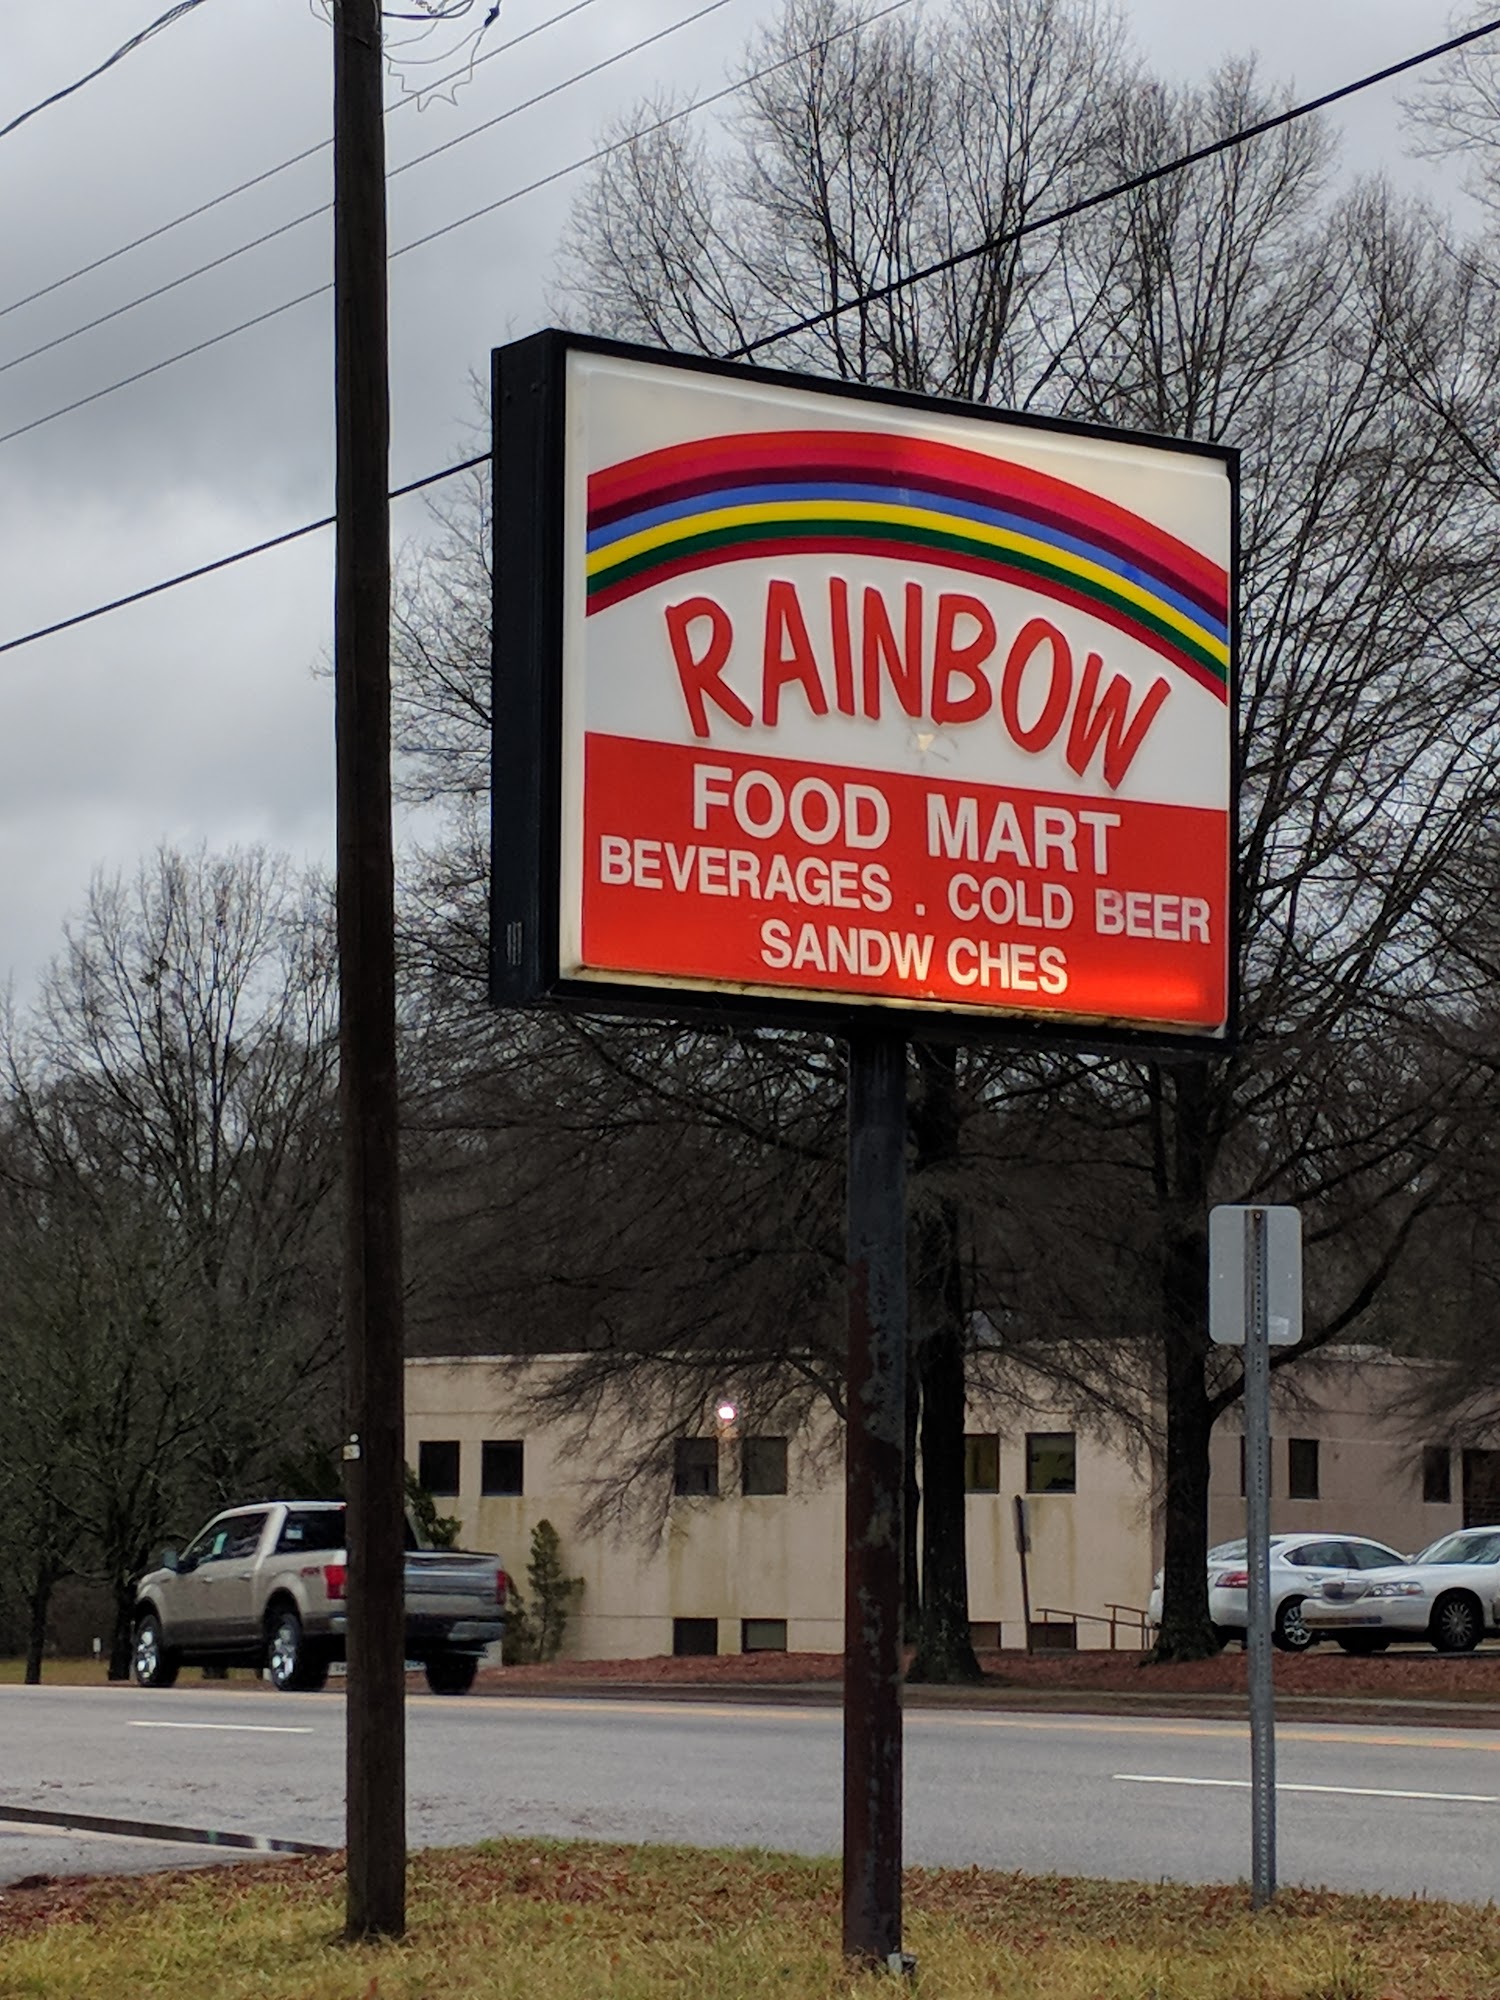 RAINBOW
FOOD MART
BEVERAGES . COLD BEER
SANDW CHES